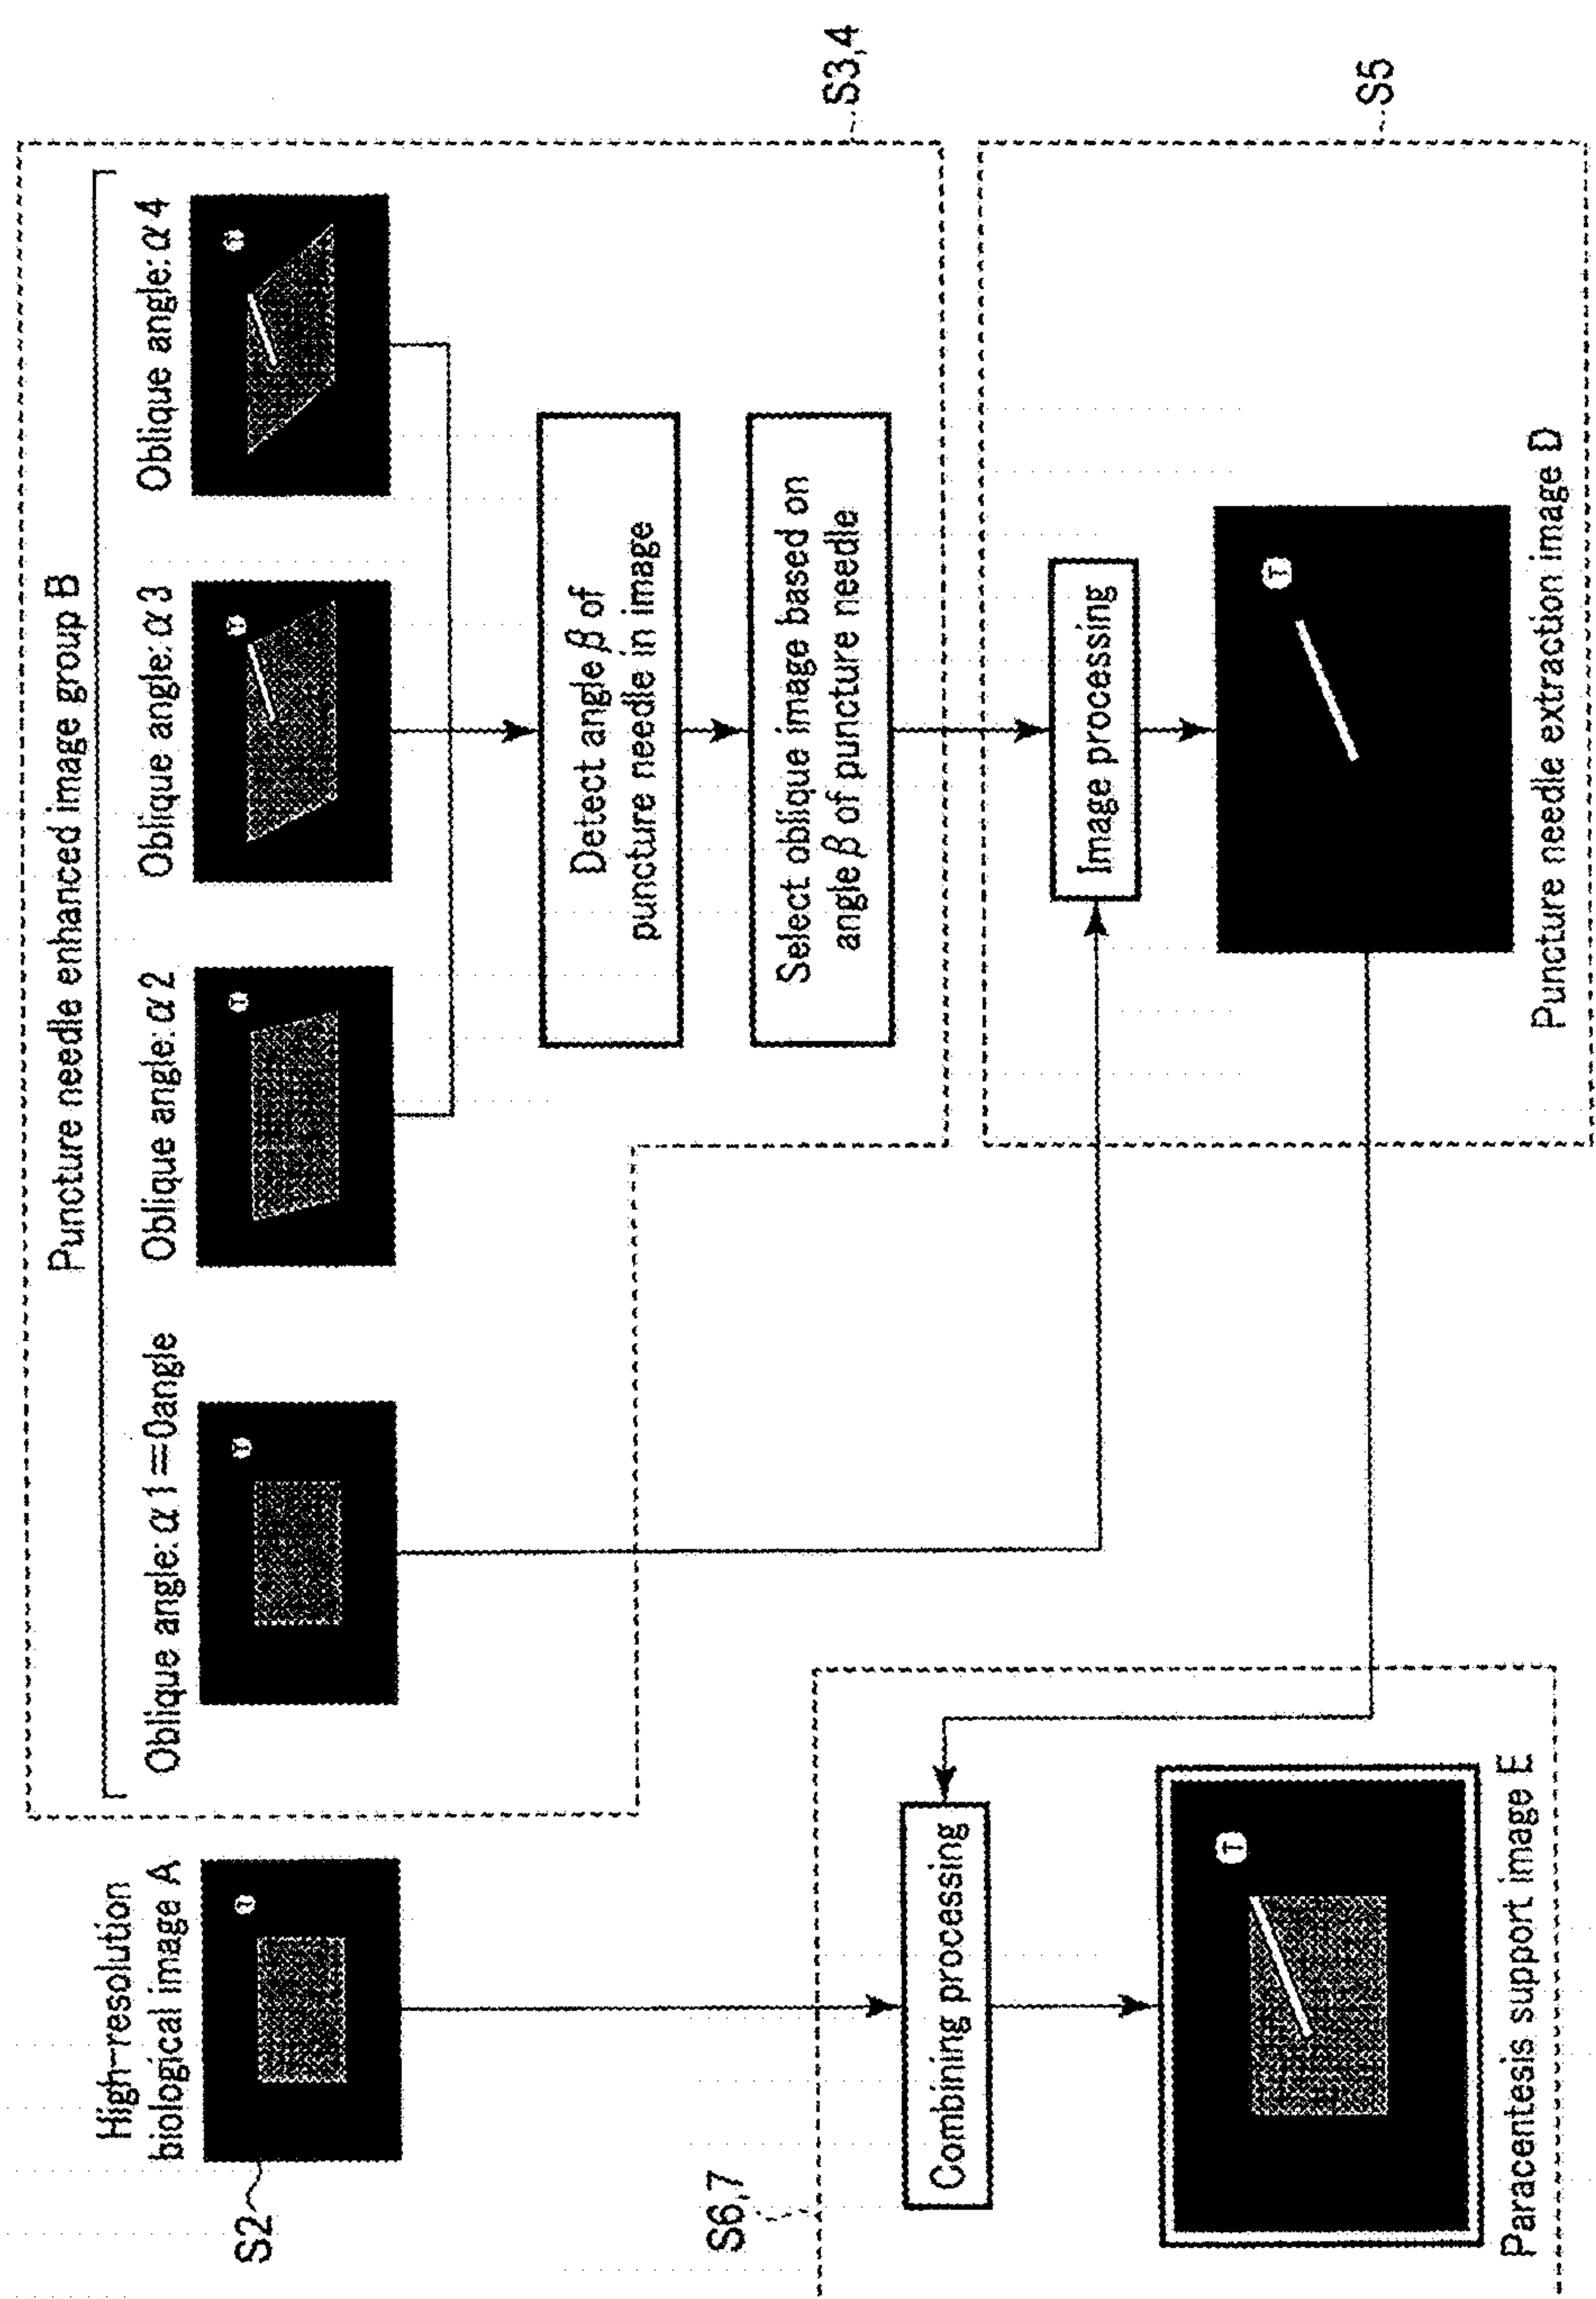 Puncture needle enhanced image group B
High-resolution
biological image A
Oblique angle: α1=0angle
Oblique angle: α2
Oblique angle: α3
Oblique angle: α4
S2
T
T
T
T
Detect angle β of
puncture needle in image
Select oblique image based on
angle β of puncture needle
S3,4
S6,7
Combining processing
Image processing
S5
T
T
Paracentesis support image E
Puncture needle extraction image D